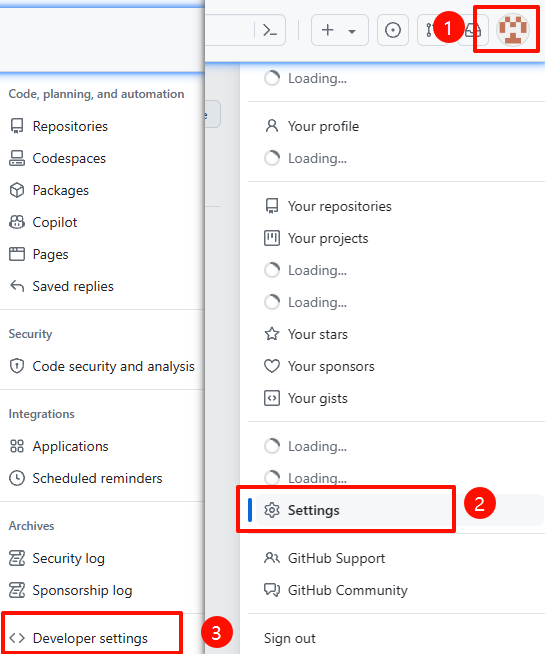 Code, planning, and automation
Repositories
Codespaces
Packages
Copilot
Pages
Saved replies
Security
Code security and analysis
Integrations
Applications
Scheduled reminders
Archives
Security log
Sponsorship log
Developer settings
3
1
Loading...
Your profile
Loading...
Your repositories
Your projects
Loading...
Loading...
Your stars
Your sponsors
Your gists
Loading...
Loading...
Settings
2
GitHub Support
GitHub Community
Sign out